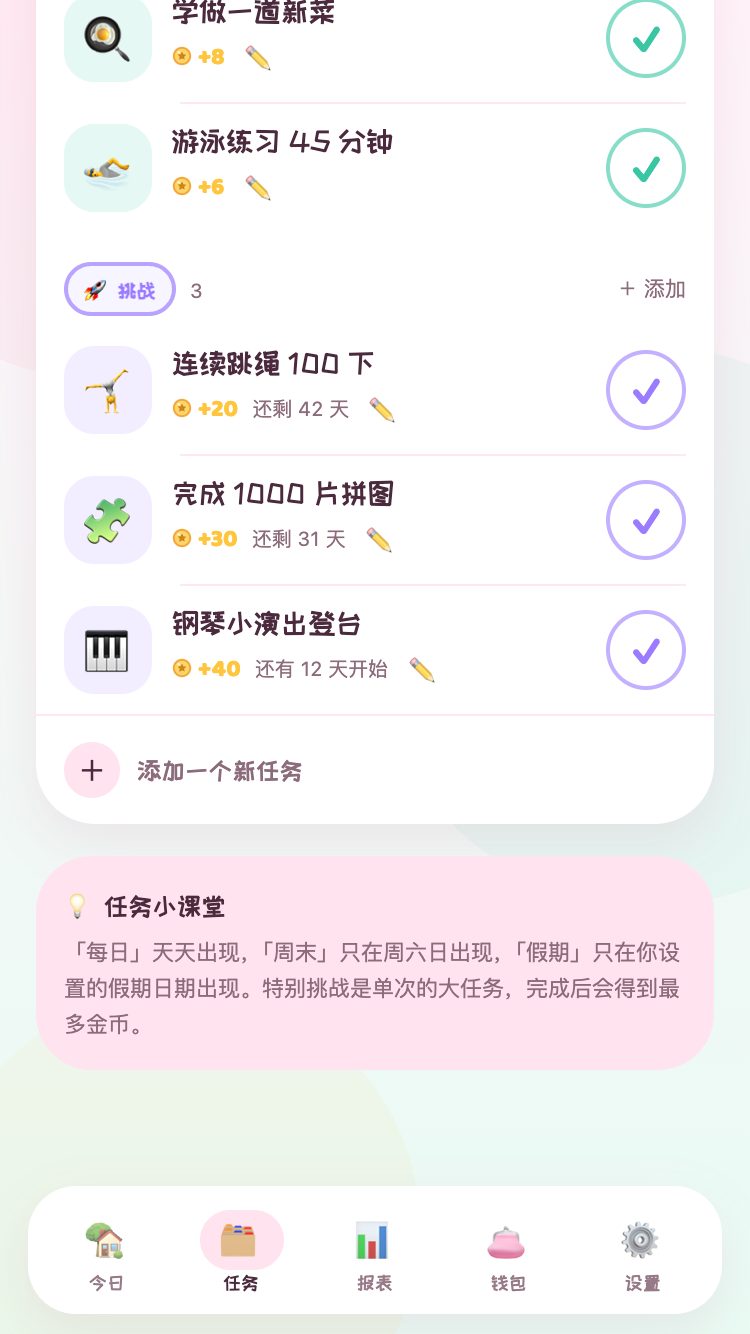 学做一道新菜
+8
游泳练习 45 分钟
+6
挑战 3 + 添加
连续跳绳 100 下
+20 还剩 42 天
完成 1000 片拼图
+30 还剩 31 天
钢琴小演出登台
+40 还有 12 天开始
+ 添加一个新任务
任务小课堂
「每日」天天出现，「周末」只在周六日出现，「假期」只在你设
置的假期日期出现。特别挑战是单次的大任务，完成后会得到最
多金币。
今日 任务 报表 钱包 设置